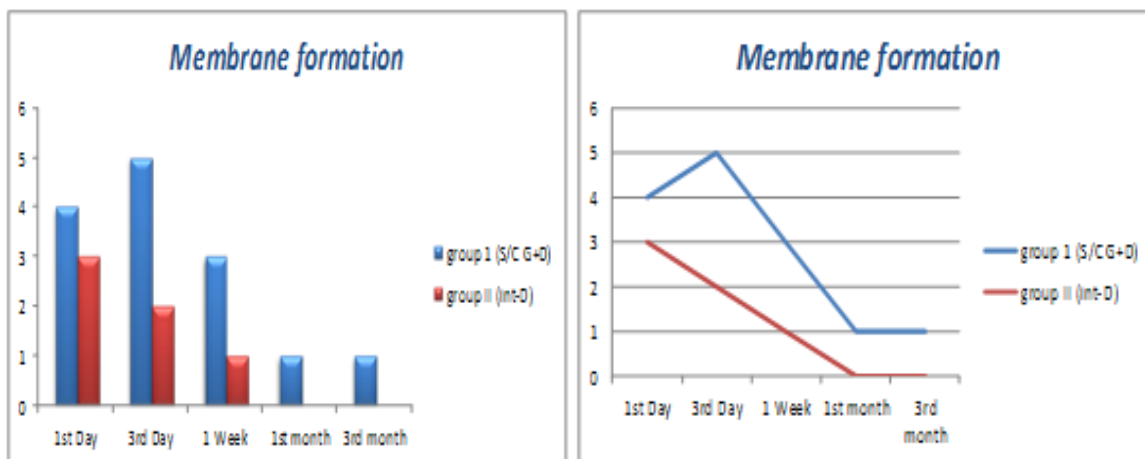 Membrane formation
6
5
4
3
2
1
0
1st Day 3rd Day 1 Week 1st month 3rd month
group 1 (S/C G+D)
group II (Int-D)
Membrane formation
6
5
4
3
2
1
0
1st Day 3rd Day 1 Week 1st month 3rd
month
group 1 (S/C G+D)
group II (Int-D)